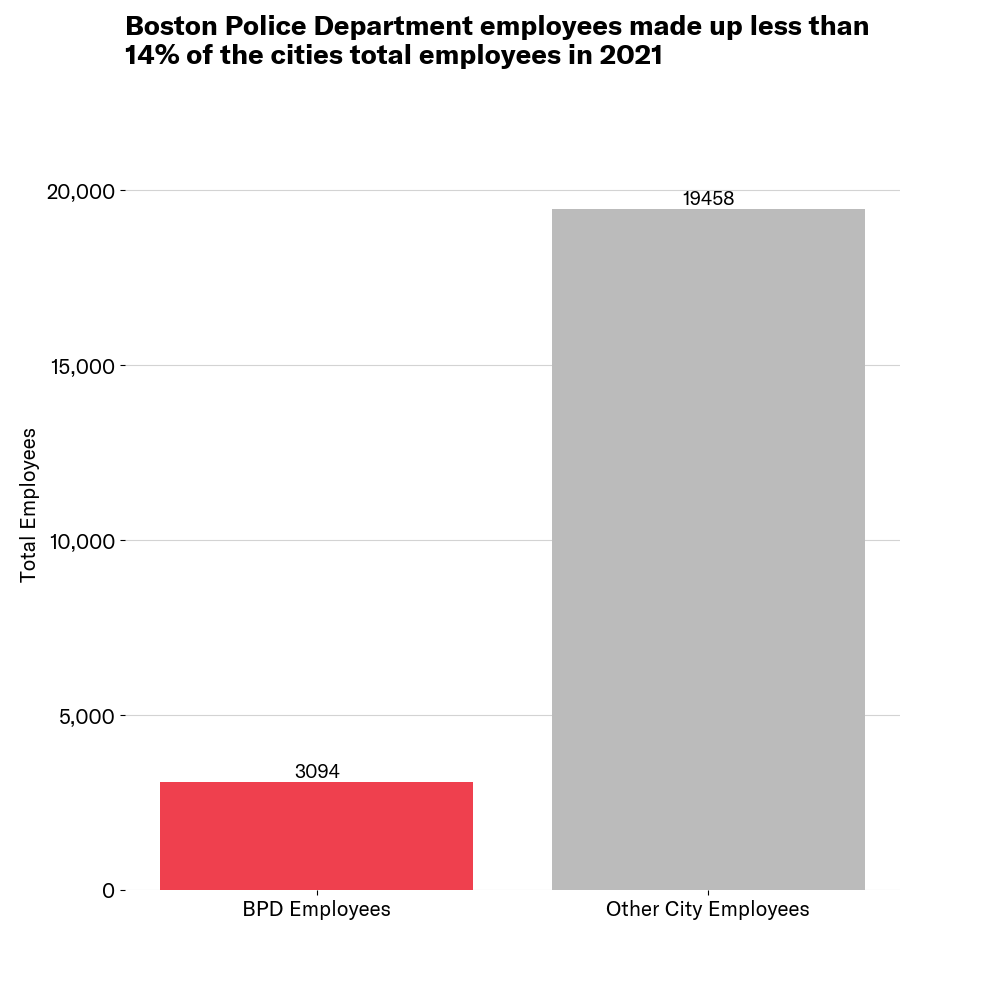 Boston Police Department employees made up less than
14% of the cities total employees in 2021
20,000
19458
15,000
Total Employees
10,000
5,000
3094
0
BPD Employees
Other City Employees